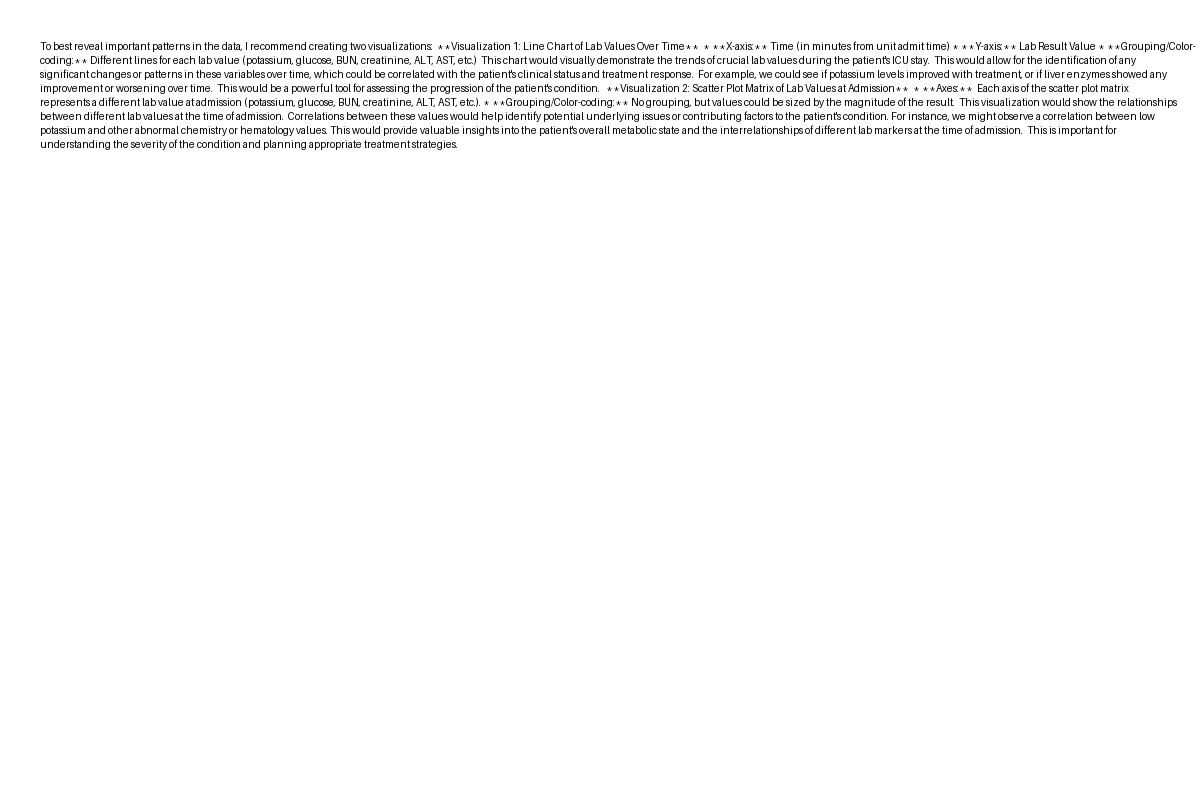 To best reveal important patterns in the data, I recommend creating two visualizations:  **Visualization 1: Line Chart of Lab Values Over Time**  * **X-axis:** Time (in minutes from unit admit time) * **Y-axis:** Lab Result Value * **Grouping/Color-
coding:** Different lines for each lab value (potassium, glucose, BUN, creatinine, ALT, AST, etc.)  This chart would visually demonstrate the trends of crucial lab values during the patient's ICU stay.  This would allow for the identification of any
significant changes or patterns in these variables over time, which could be correlated with the patient's clinical status and treatment response.  For example, we could see if potassium levels improved with treatment, or if liver enzymes showed any
improvement or worsening over time.  This would be a powerful tool for assessing the progression of the patient's condition.   **Visualization 2: Scatter Plot Matrix of Lab Values at Admission**  * **Axes:**  Each axis of the scatter plot matrix
represents a different lab value at admission (potassium, glucose, BUN, creatinine, ALT, AST, etc.). * **Grouping/Color-coding:** No grouping, but values could be sized by the magnitude of the result.  This visualization would show the relationships
between different lab values at the time of admission.  Correlations between these values would help identify potential underlying issues or contributing factors to the patient's condition. For instance, we might observe a correlation between low
potassium and other abnormal chemistry or hematology values. This would provide valuable insights into the patient's overall metabolic state and the interrelationships of different lab markers at the time of admission.  This is important for
understanding the severity of the condition and planning appropriate treatment strategies.